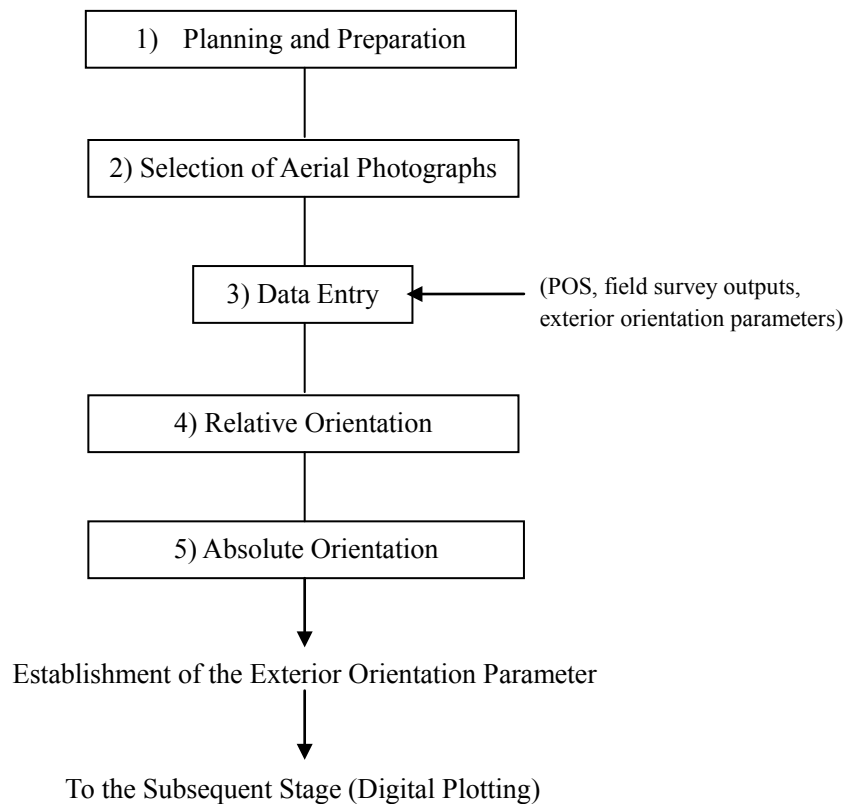 1) Planning and Preparation
2) Selection of Aerial Photographs
3) Data Entry
(POS, field survey outputs,
exterior orientation parameters)
4) Relative Orientation
5) Absolute Orientation
Establishment of the Exterior Orientation Parameter
To the Subsequent Stage (Digital Plotting)